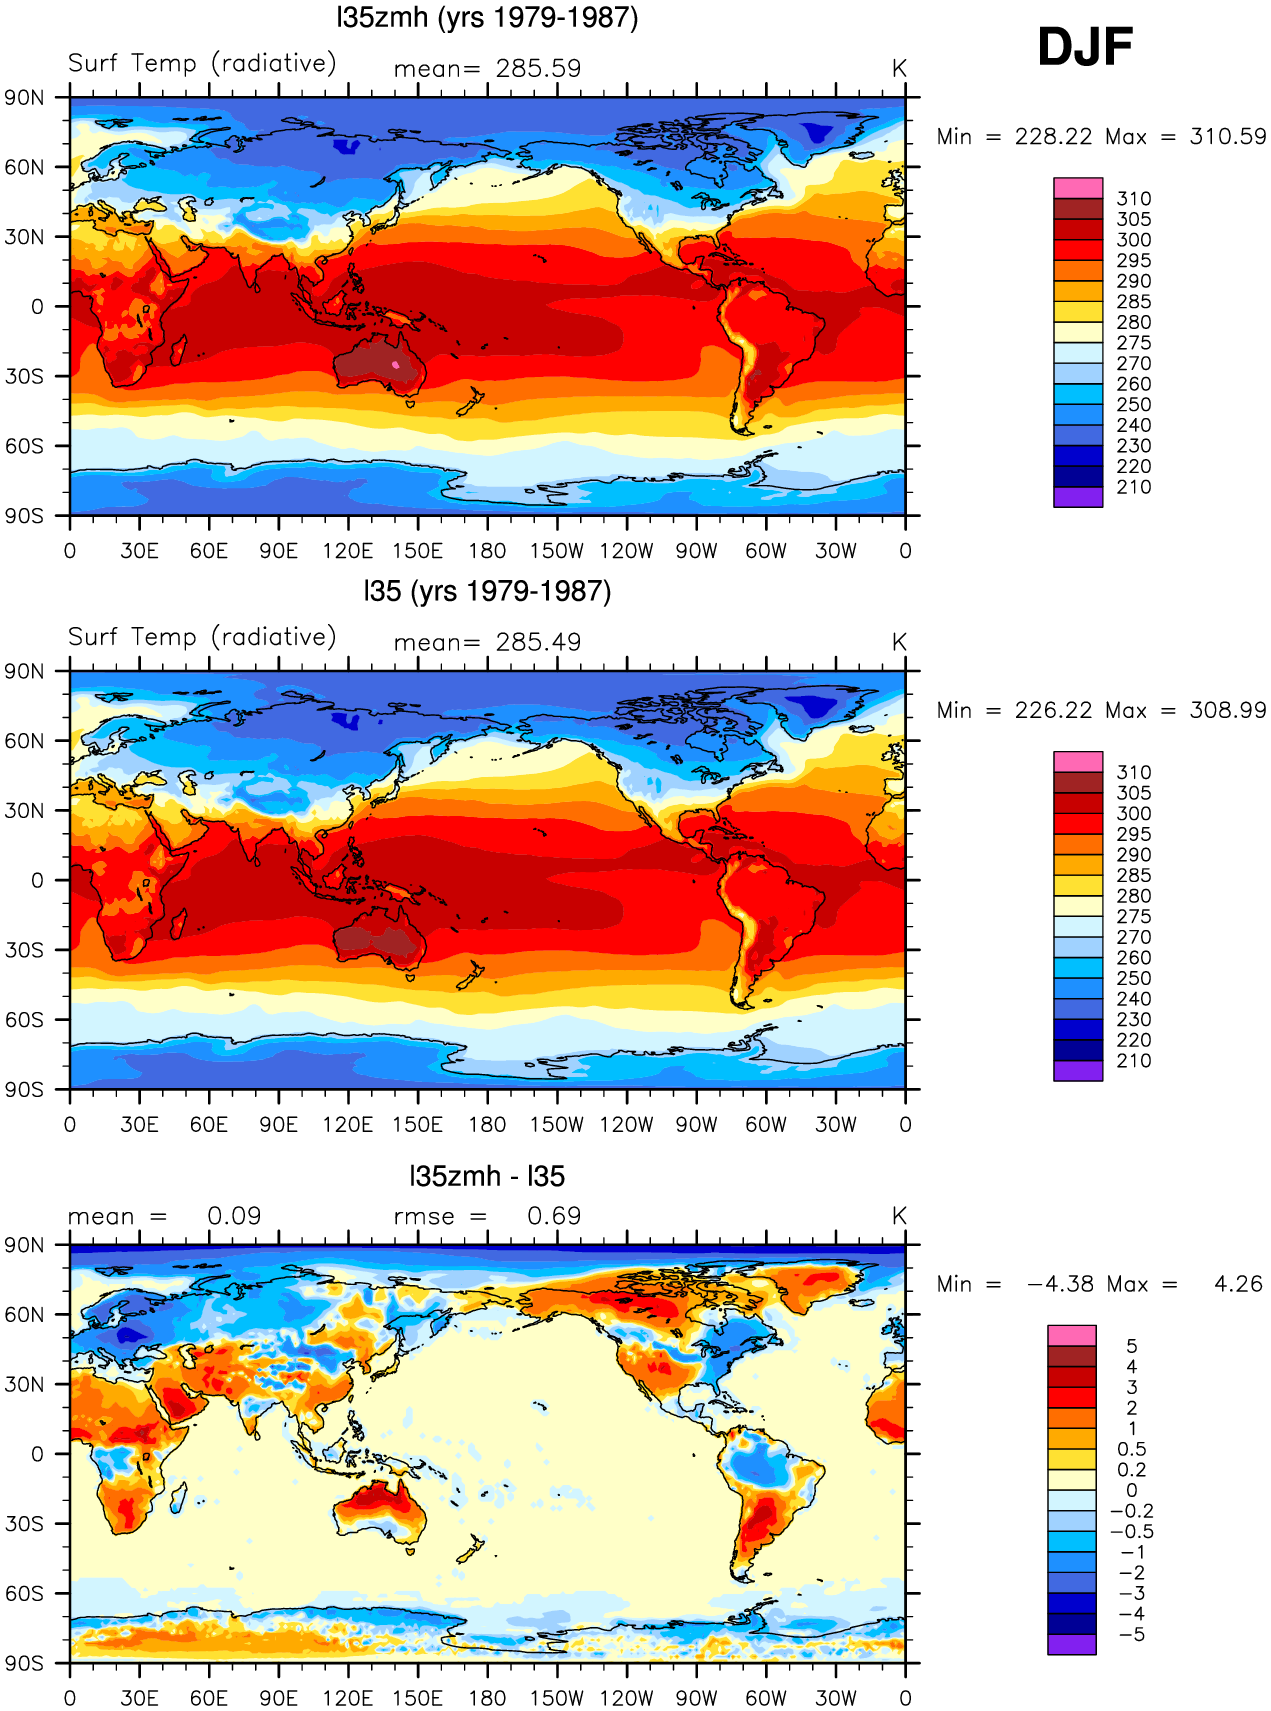 l35zmh (yrs 1979-1987)
DJF
Surf Temp (radiative) mean= 285.59 K
Min = 228.22 Max = 310.59
90N
60N
30N
0
30S
60S
90S
0 30E 60E 90E 120E 150E 180 150W 120W 90W 60W 30W 0
310
305
300
295
290
285
280
275
270
260
250
240
230
220
210
l35 (yrs 1979-1987)
Surf Temp (radiative) mean= 285.49 K
Min = 226.22 Max = 308.99
90N
60N
30N
0
30S
60S
90S
0 30E 60E 90E 120E 150E 180 150W 120W 90W 60W 30W 0
310
305
300
295
290
285
280
275
270
260
250
240
230
220
210
l35zmh - l35
mean = 0.09 rmse = 0.69 K
Min = −4.38 Max = 4.26
90N
60N
30N
0
30S
60S
90S
0 30E 60E 90E 120E 150E 180 150W 120W 90W 60W 30W 0
5
4
3
2
1
0.5
0.2
0
−0.2
−0.5
−1
−2
−3
−4
−5